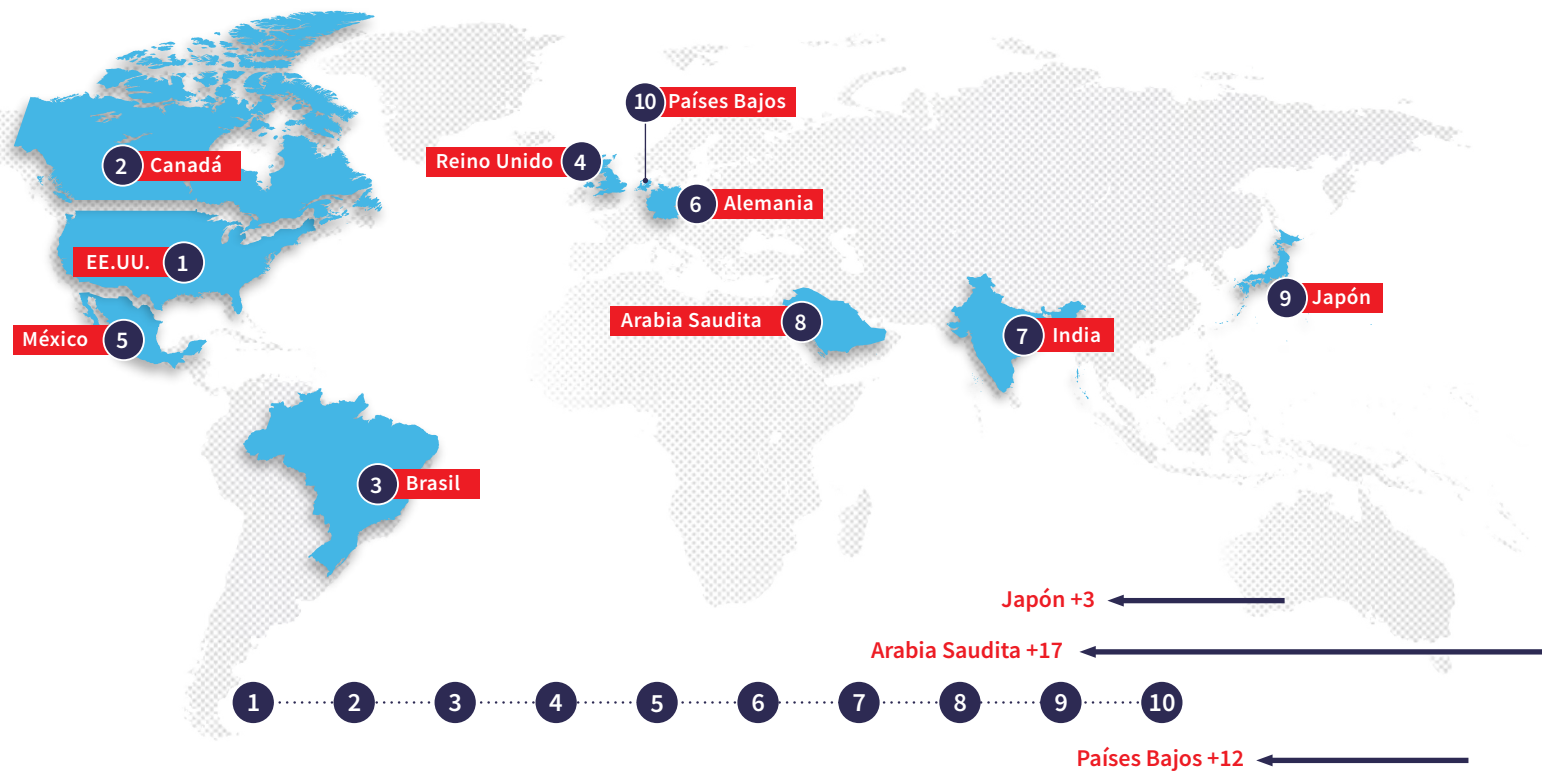 10 Países Bajos
2 Canadá
Reino Unido 4
6 Alemania
EE.UU. 1
9 Japón
Arabia Saudita 8
México 5
7 India
3 Brasil
Japón +3
Arabia Saudita +17
1 2 3 4 5 6 7 8 9 10
Países Bajos +12